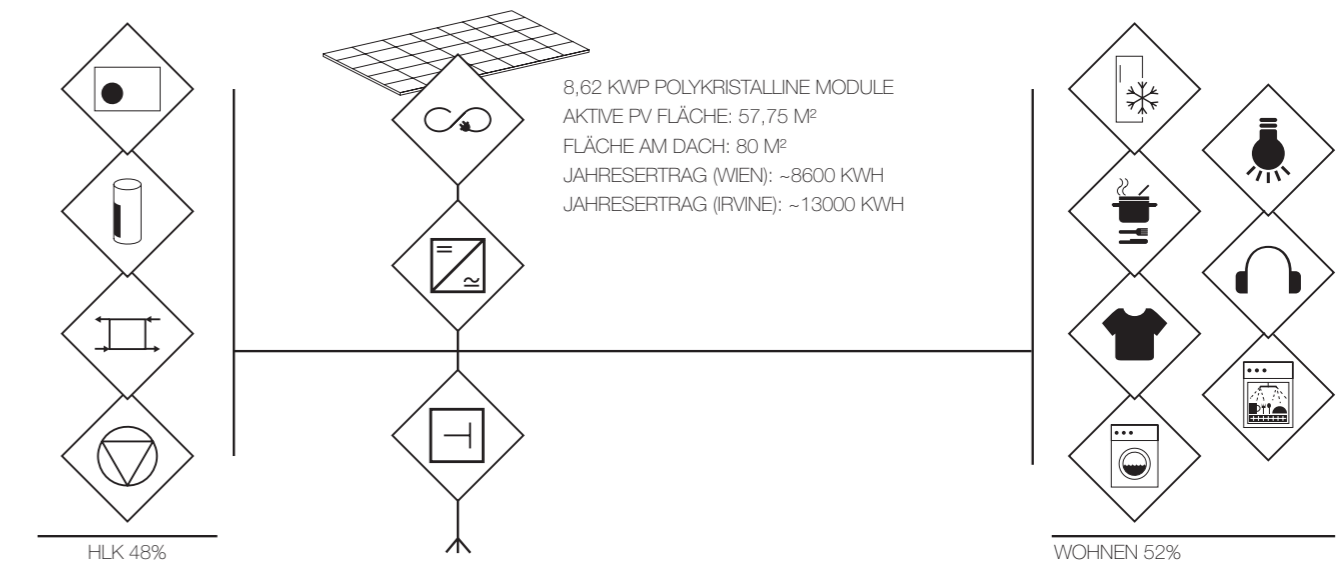 8,62 KWP POLYKRISTALLINE MODULE
AKTIVE PV FLÄCHE: 57,75 M²
FLÄCHE AM DACH: 80 M²
JAHRESERTRAG (WIEN): ~8600 KWH
JAHRESERTRAG (IRVINE): ~13000 KWH
HLK 48%
WOHNEN 52%